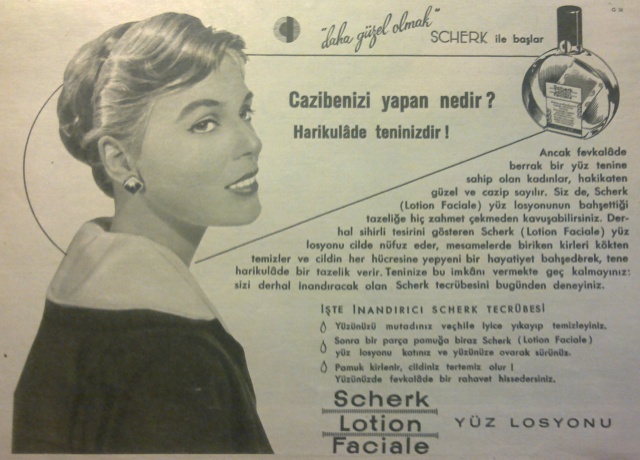 "daha güzel olmak" SCHERK ile başlar
Cazibenizi yapan nedir?
Harikulâde teninizdir!
Ancak fevkalâde
berrak bir yüz tenine
sahip olan kadınlar, hakikaten
güzel ve cazip sayılır. Siz de, Scherk
(Lotion Faciale) yüz losyonunun bahşettiği
tazeliğe hiç zahmet çekmeden kavuşabilirsiniz. Der-
hal sihirli tesirini gösteren Scherk (Lotion Faciale) yüz
losyonu cilde nüfuz eder, mesamelerde biriken kirleri kökten
temizler ve cildin her hücresine yepyeni bir hayatiyet bahşederek, tene
harikulâde bir tazelik verir. Teninize bu imkânı vermekte geç kalmayınız:
sizi derhal inandıracak olan Scherk tecrübesini bugünden deneyiniz.
İŞTE İNANDIRICI SCHERK TECRÜBESİ
Yüzünüzü mutadınız veçhile iyice yıkayıp temizleyiniz.
Sonra bir parça pamuğa biraz Scherk (Lotion Faciale)
yüz losyonu katınız ve yüzünüze ovarak sürünüz.
Pamuk kirlenir, cildiniz tertemiz olur!
Yüzünüzde fevkalâde bir rahavet hissedersiniz.
Scherk
Lotion
Faciale
YÜZ LOSYONU